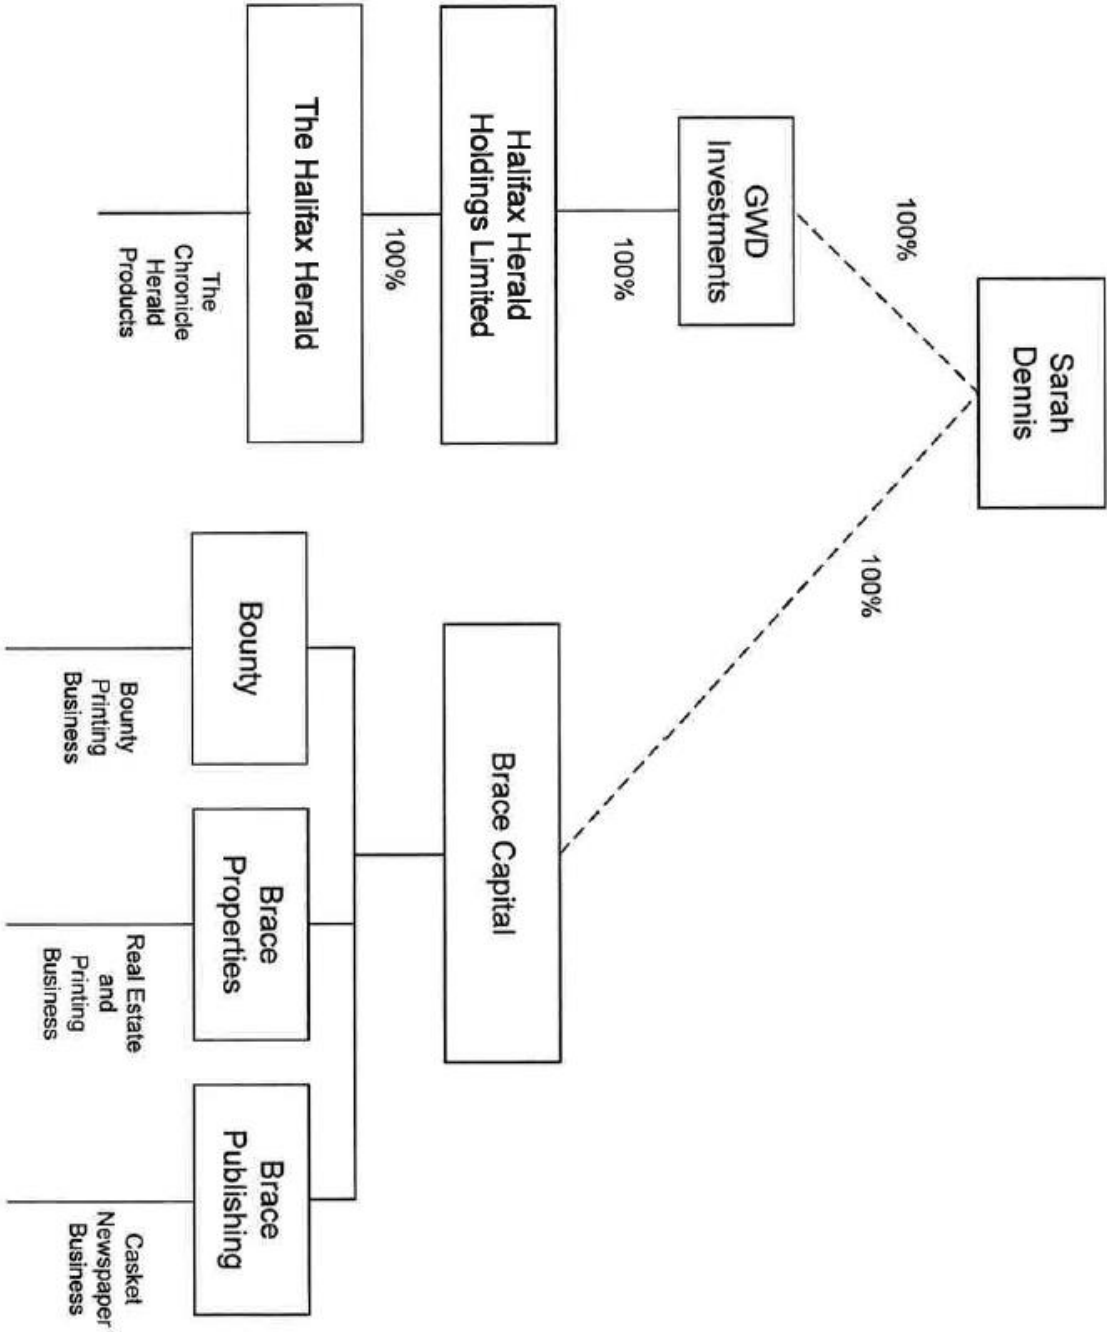 Sarah
Dennis
100%
100%
GWD
Investments
100%
Halifax Herald
Holdings Limited
100%
The Halifax Herald
The
Chronicle
Herald
Products
Brace Capital
Bounty
Bounty
Printing
Business
Brace
Properties
Real Estate
and
Printing
Business
Brace
Publishing
Casket
Newspaper
Business